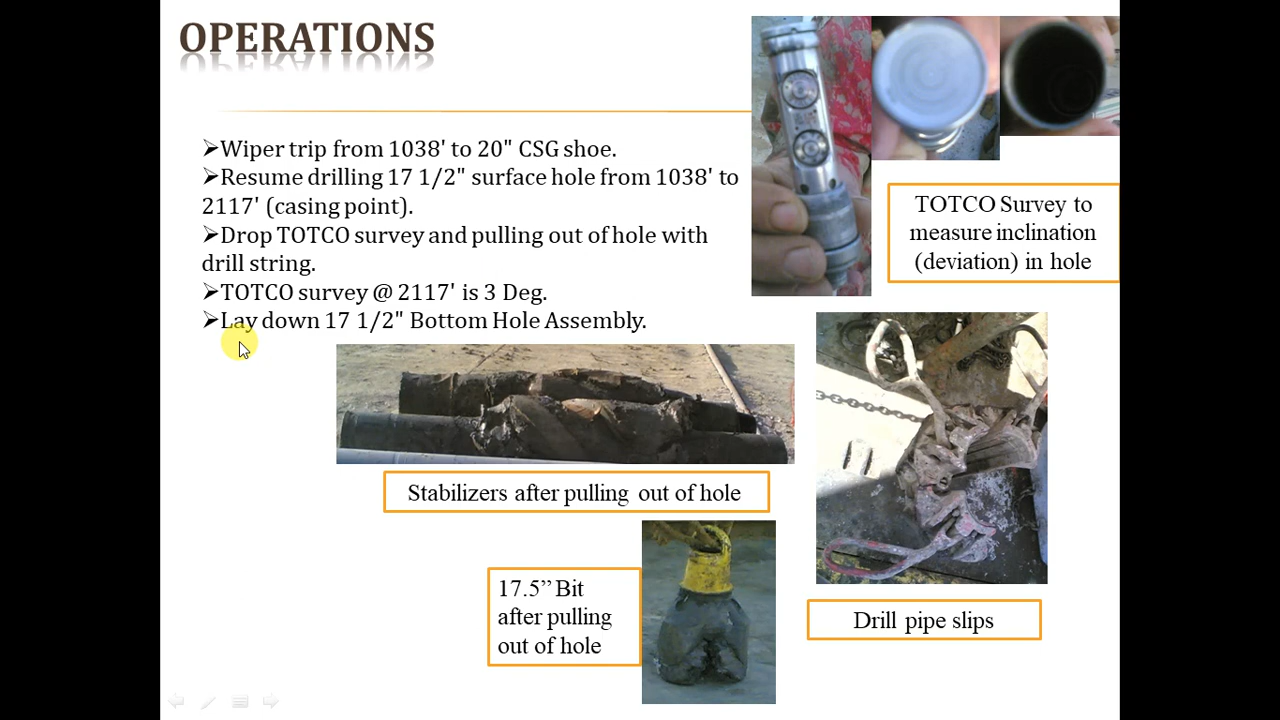 OPERATIONS
➢Wiper trip from 1038' to 20" CSG shoe.
➢Resume drilling 17 1/2" surface hole from 1038' to
2117' (casing point).
➢Drop TOTCO survey and pulling out of hole with
drill string.
➢TOTCO survey @ 2117' is 3 Deg.
➢Lay down 17 1/2" Bottom Hole Assembly.
TOTCO Survey to
measure inclination
(deviation) in hole
Stabilizers after pulling out of hole
17.5’’ Bit
after pulling
out of hole
Drill pipe slips